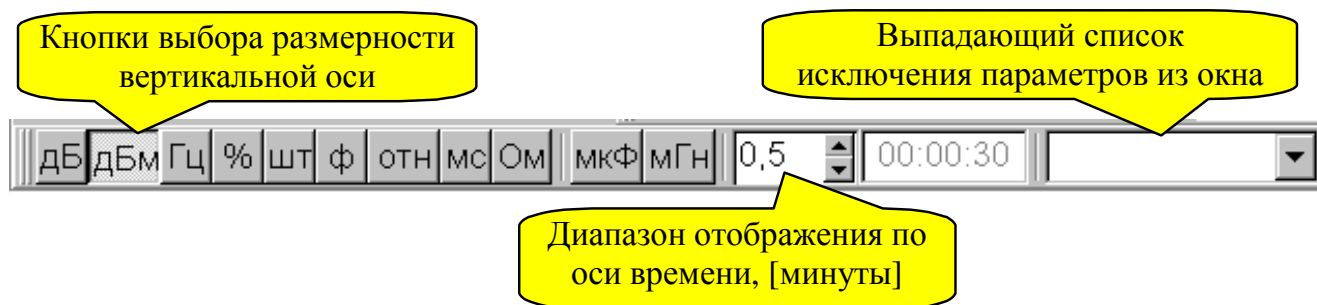 Кнопки выбора размерности
вертикальной оси
Выпадающий список
исключения параметров из окна
дБ дБм Гц % шт ф отн мс Ом мкФ мГн 0,5 00:00:30
Диапазон отображения по
оси времени, [минуты]